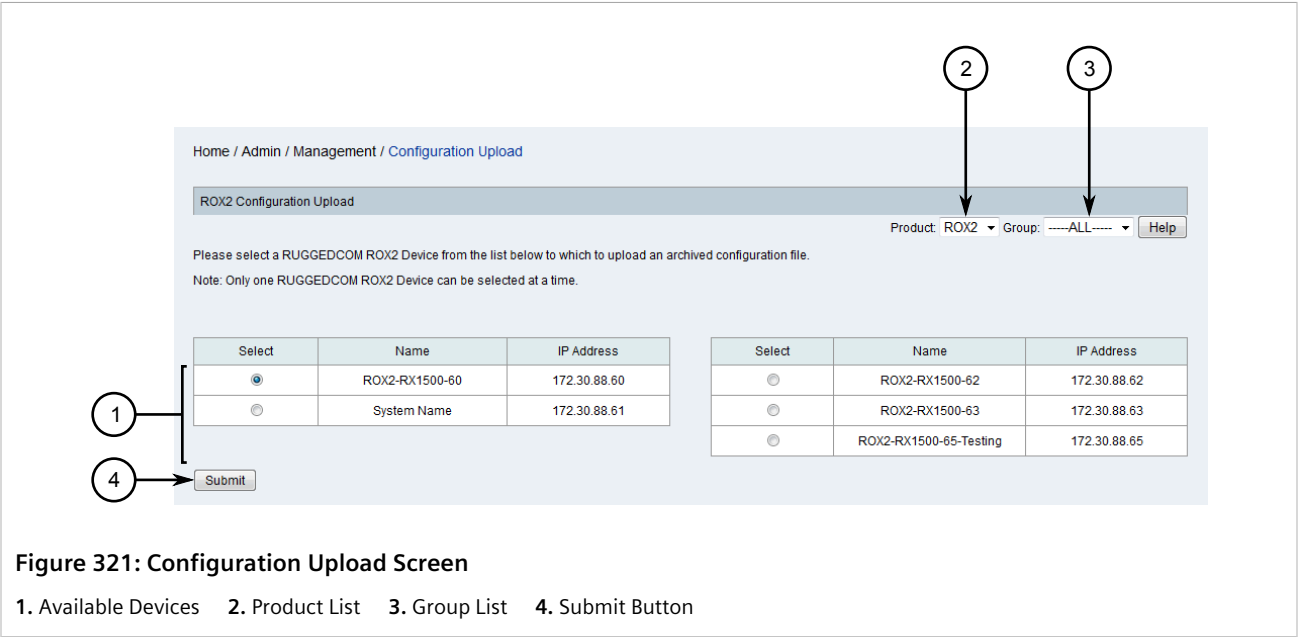 2 3
Home / Admin / Management / Configuration Upload
ROX2 Configuration Upload
Product: ROX2 Group: -----ALL----- Help
Please select a RUGGEDCOM ROX2 Device from the list below to which to upload an archived configuration file.
Note: Only one RUGGEDCOM ROX2 Device can be selected at a time.
Select Name IP Address Select Name IP Address
ROX2-RX1500-60 172.30.88.60 ROX2-RX1500-62 172.30.88.62
1 System Name 172.30.88.61 ROX2-RX1500-63 172.30.88.63
ROX2-RX1500-65-Testing 172.30.88.65
4 Submit
Figure 321: Configuration Upload Screen
1. Available Devices 2. Product List 3. Group List 4. Submit Button